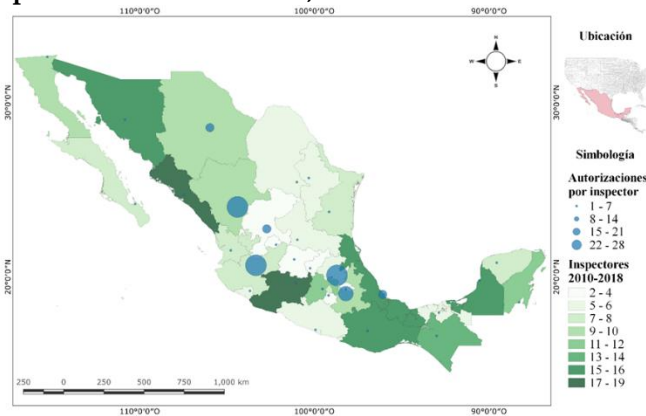 110°0'0"O
100°0'0"O
90°0'0"O
30°0'0"N
30°0'0"N
20°0'0"N
20°0'0"N
N
W
E
S
250 0 250 500 750 1,000 km
110°0'0"O
100°0'0"O
90°0'0"O
Ubicación
Simbología
Autorizaciones
por inspector
1 - 7
8 - 14
15 - 21
22 - 28
Inspectores
2010-2018
2 - 4
5 - 6
7 - 8
9 - 10
11 - 12
13 - 14
15 - 16
17 - 19